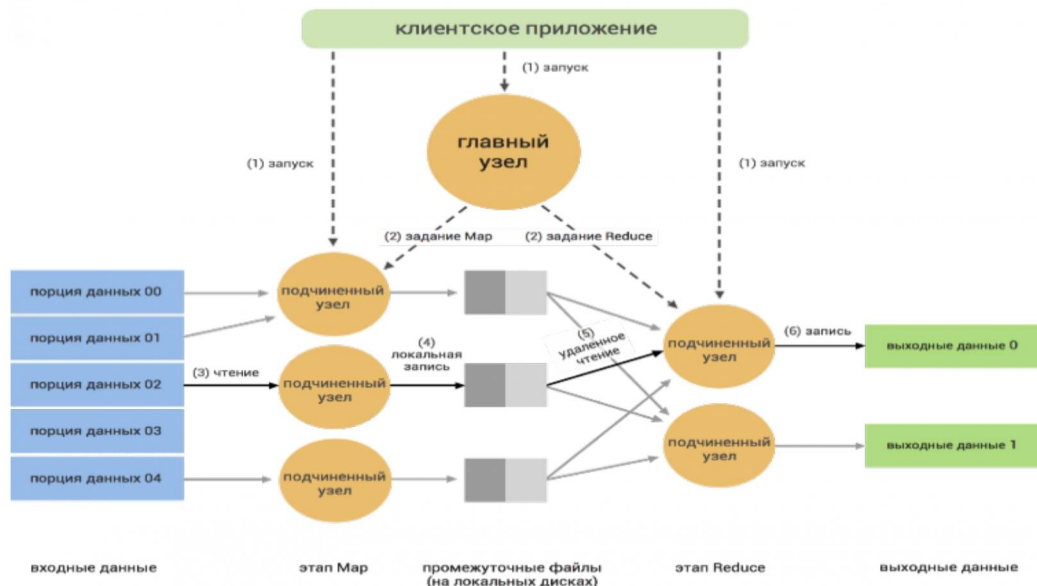 клиентское приложение
(1) запуск
главный
узел
(1) запуск
(1) запуск
(2) задание Map
(2) задание Reduce
порция данных 00
порция данных 01
порция данных 02
порция данных 03
порция данных 04
(3) чтение
подчиненный
узел
подчиненный
узел
подчиненный
узел
(4)
локальная
запись
(5)
удаленное
чтение
подчиненный
узел
подчиненный
узел
(6) запись
выходные данные 0
выходные данные 1
входные данные
этап Map
промежуточные файлы
(на локальных дисках)
этап Reduce
выходные данные